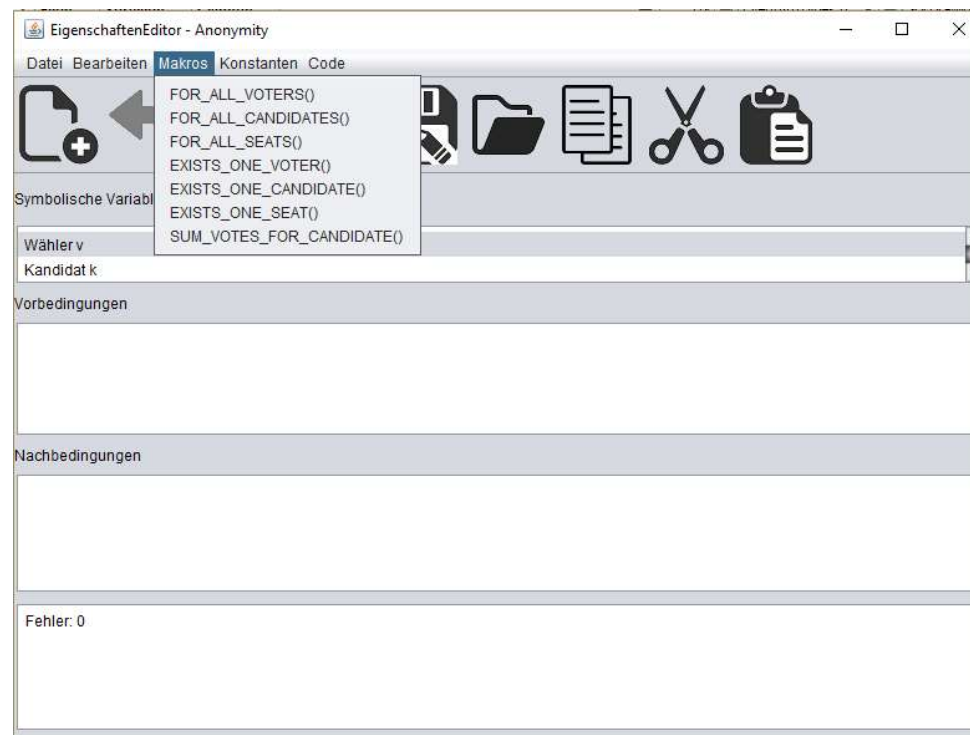 EigenschaftenEditor - Anonymity
Datei Bearbeiten Makros Konstanten Code
FOR_ALL_VOTERS()
FOR_ALL_CANDIDATES()
FOR_ALL_SEATS()
EXISTS_ONE_VOTER()
EXISTS_ONE_CANDIDATE()
EXISTS_ONE_SEAT()
SUM_VOTES_FOR_CANDIDATE()
Symbolische Variabl
Wähler v
Kandidat k
Vorbedingungen
Nachbedingungen
Fehler: 0